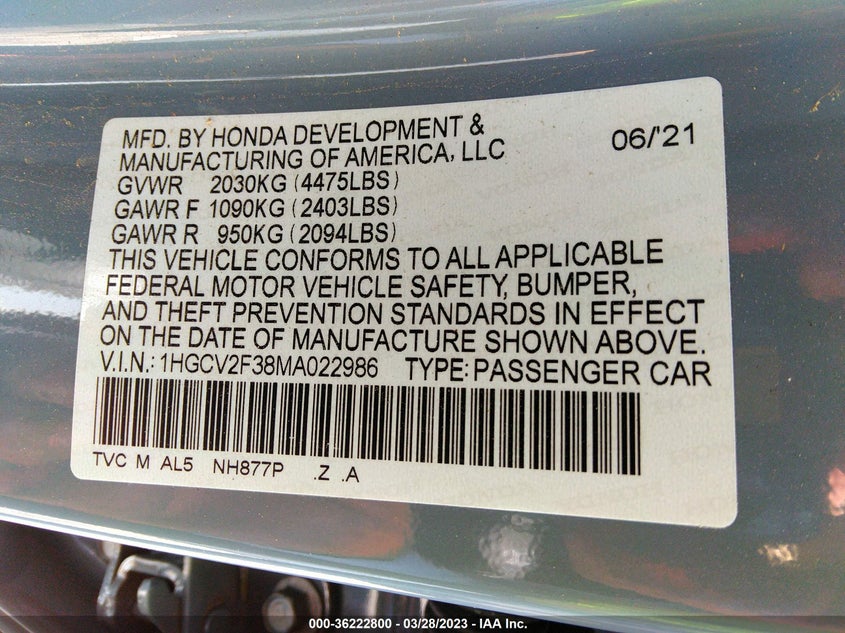 MFD. BY HONDA DEVELOPMENT &
MANUFACTURING OF AMERICA, LLC 06/'21
GVWR 2030KG (4475LBS)
GAWR F 1090KG (2403LBS)
GAWR R 950KG (2094LBS)
THIS VEHICLE CONFORMS TO ALL APPLICABLE
FEDERAL MOTOR VEHICLE SAFETY, BUMPER,
AND THEFT PREVENTION STANDARDS IN EFFECT
ON THE DATE OF MANUFACTURE SHOWN ABOVE.
V.I.N.: 1HGCV2F38MA022986 TYPE: PASSENGER CAR
TVC M AL5 NH877P .Z .A
000-36222800 - 03/28/2023 - IAA Inc.